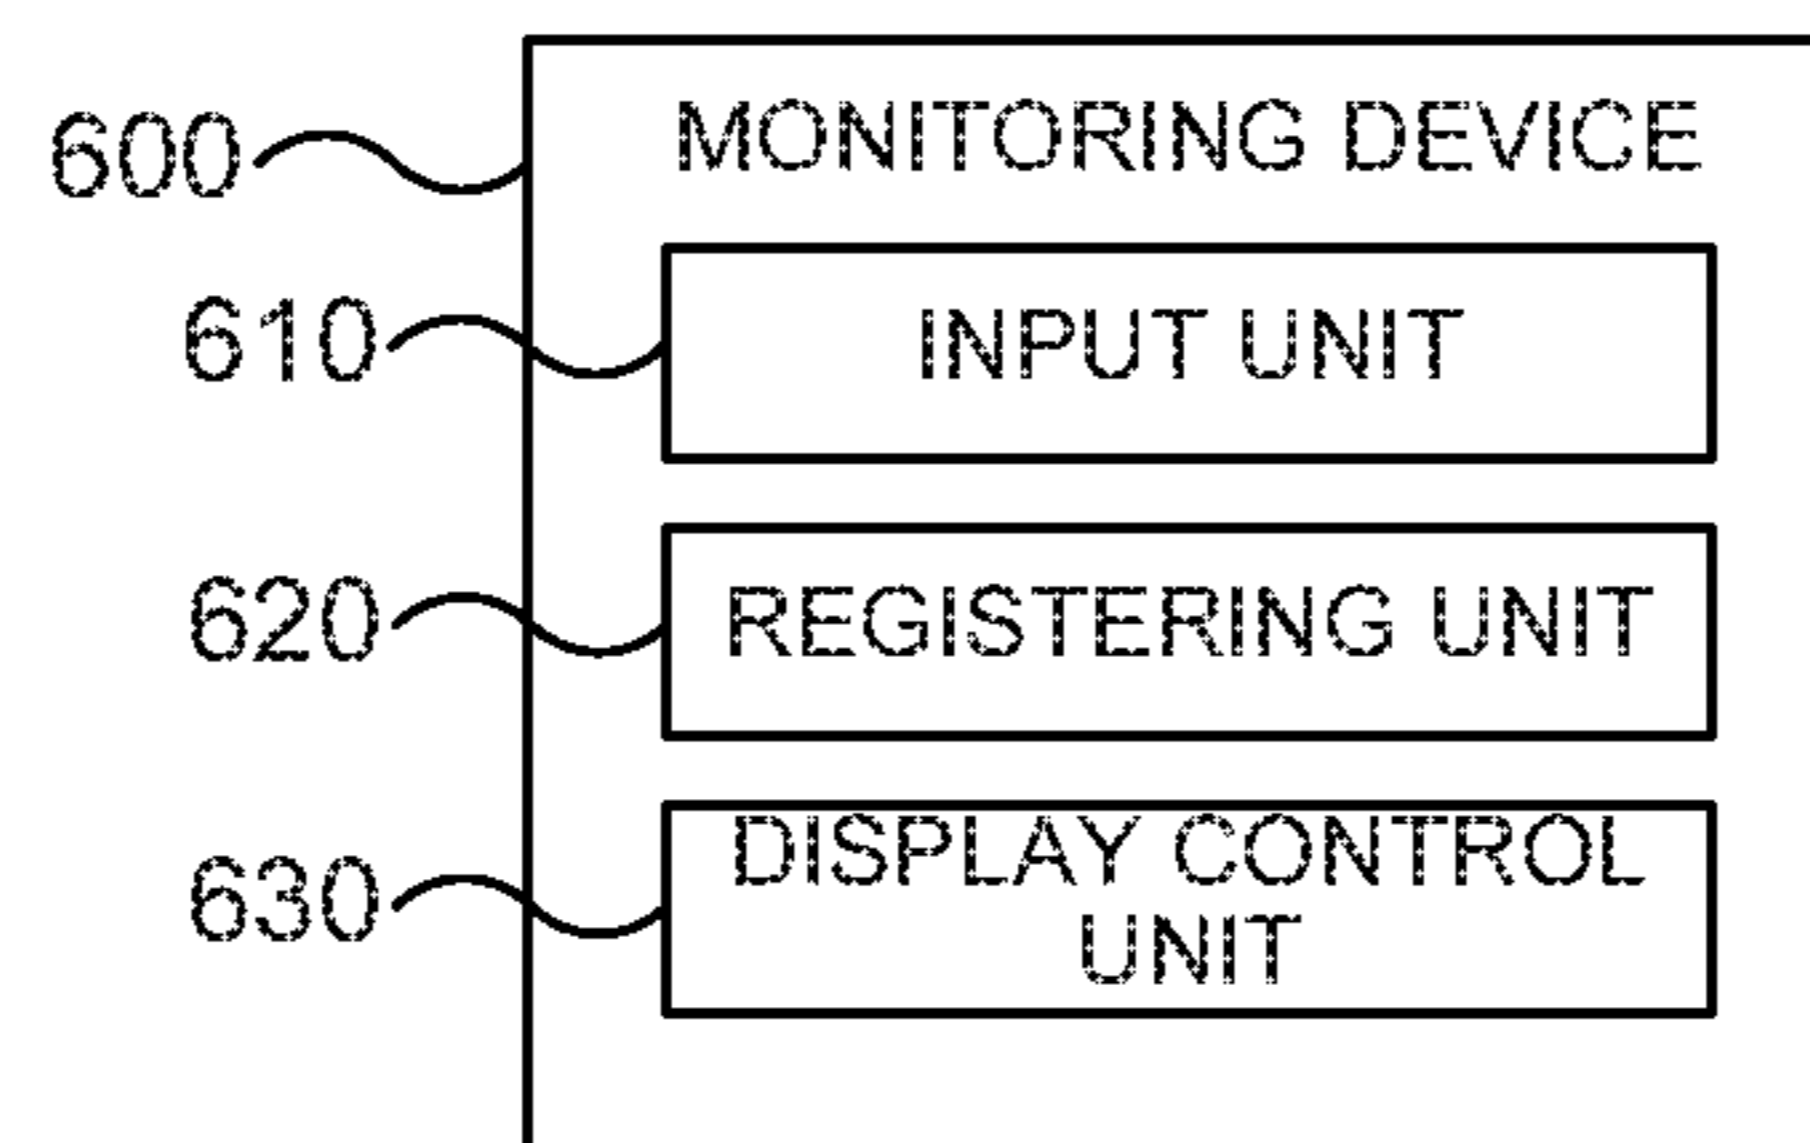 600 MONITORING DEVICE
610 INPUT UNIT
620 REGISTERING UNIT
630 DISPLAY CONTROL
UNIT